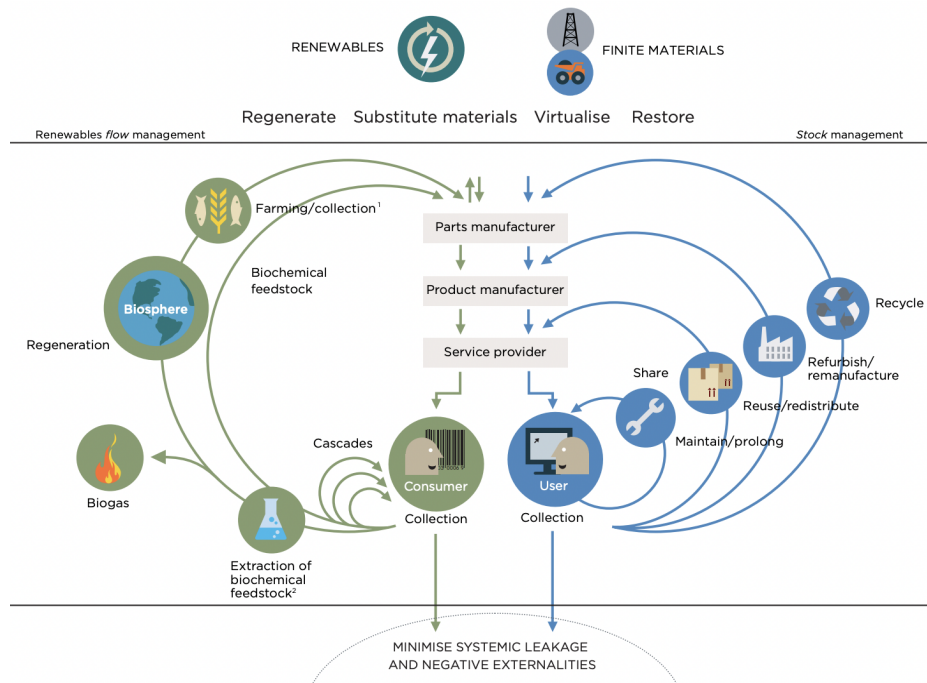 RENEWABLES
FINITE MATERIALS
Regenerate Substitute materials Virtualise Restore
Renewables flow management
Stock management
Farming/collection¹
Parts manufacturer
Biochemical
feedstock
Product manufacturer
Biosphere
Recycle
Regeneration
Service provider
Refurbish/
remanufacture
Share
Reuse/redistribute
Cascades
Maintain/prolong
Consumer
User
Biogas
Collection
Collection
Extraction of
biochemical
feedstock²
MINIMISE SYSTEMIC LEAKAGE
AND NEGATIVE EXTERNALITIES